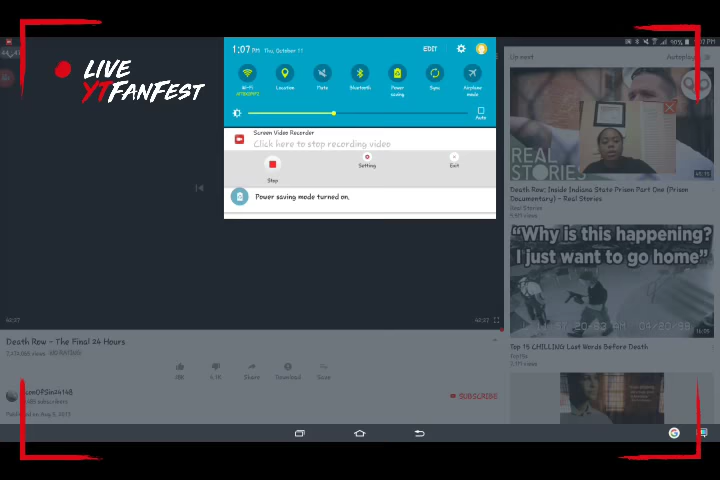 LIVE
YTFANFEST
1:07 PM Thu, October 11
EDIT
Wi-Fi
Location
Mute
Bluetooth
Power
saving
Sync
Airplane
mode
Auto
Screen Video Recorder
Click here to stop recording video
Stop
Setting
Exit
Power saving mode turned on.
Up next
Autoplay
REAL
STORIES
45:15
Death Row: Inside Indiana State Prison Part One (Prison
Documentary) - Real Stories
Real Stories
"Why is this happening?
I just want to go home"
Top 15 CHILLING Last Words Before Death
Death Row - The Final 24 Hours
Share
Download
Save
SUBSCRIBE